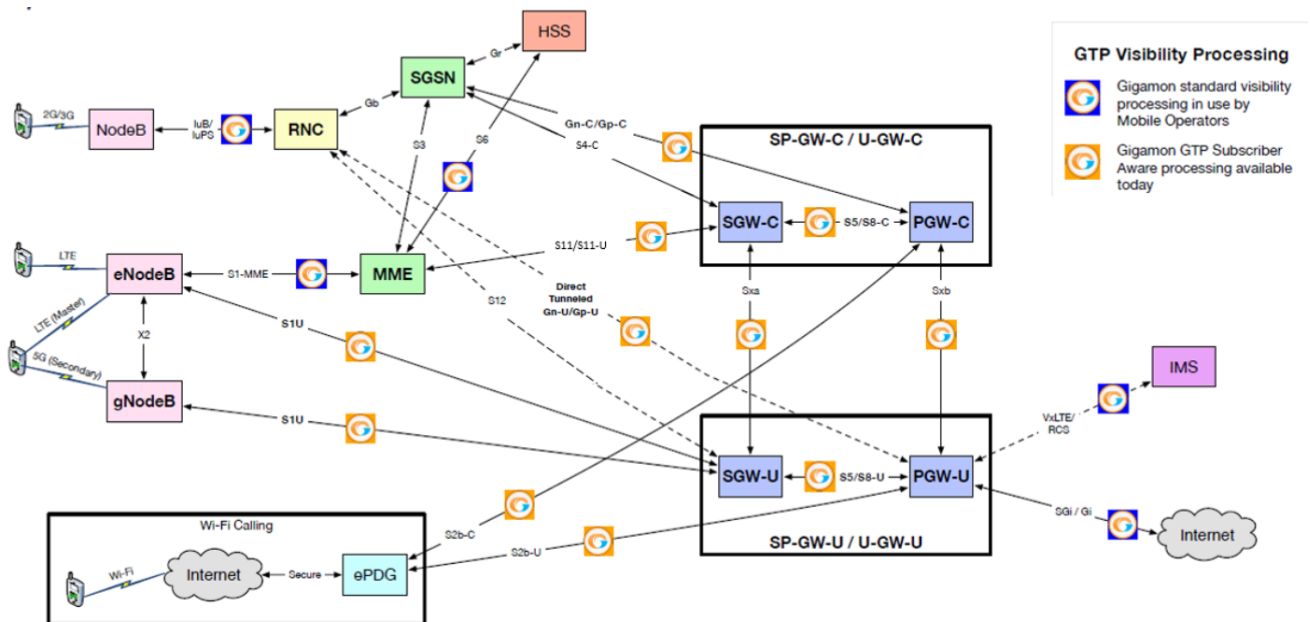 HSS
Gr
SGSN
Gb
2G/3G
NodeB
IuB/
IuPS
RNC
S3
S6
Gn-C/Gp-C
S4-C
GTP Visibility Processing
Gigamon standard visibility
processing in use by
Mobile Operators
Gigamon GTP Subscriber
Aware processing available
today
SP-GW-C / U-GW-C
SGW-C
S5/S8-C
PGW-C
LTE
eNodeB
S1-MME
MME
S11/S11-U
S12
Direct
Tunneled
Gn-U/Gp-U
Sxa
Sxb
LTE (Master)
X2
S1U
5G (Secondary)
gNodeB
S1U
IMS
VxLTE/
RCS
SGW-U
S5/S8-U
PGW-U
SGi / Gi
Internet
SP-GW-U / U-GW-U
Wi-Fi Calling
S2b-C
S2b-U
Wi-Fi
Internet
Secure
ePDG